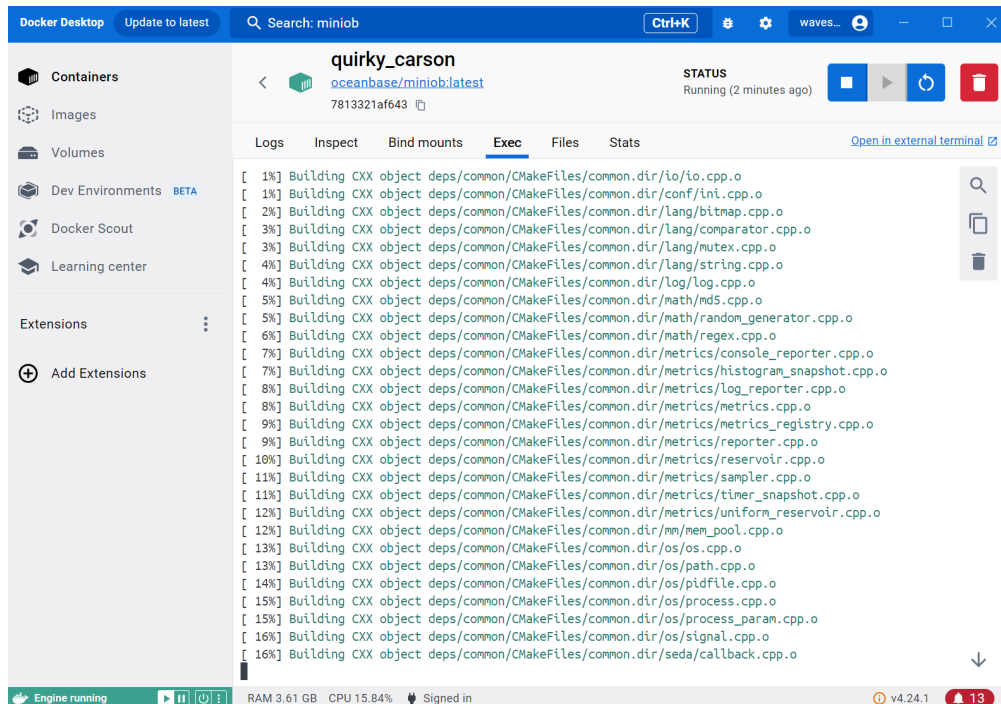 Docker Desktop
Update to latest
Search: miniob
Ctrl+K
waves...
Containers
Images
Volumes
Dev Environments BETA
Docker Scout
Learning center
Extensions
Add Extensions
quirky_carson
oceanbase/miniob:latest
7813321af643
STATUS
Running (2 minutes ago)
Logs Inspect Bind mounts Exec Files Stats
Open in external terminal
[  1%] Building CXX object deps/common/CMakeFiles/common.dir/io/io.cpp.o
[  1%] Building CXX object deps/common/CMakeFiles/common.dir/conf/ini.cpp.o
[  2%] Building CXX object deps/common/CMakeFiles/common.dir/lang/bitmap.cpp.o
[  3%] Building CXX object deps/common/CMakeFiles/common.dir/lang/comparator.cpp.o
[  3%] Building CXX object deps/common/CMakeFiles/common.dir/lang/mutex.cpp.o
[  4%] Building CXX object deps/common/CMakeFiles/common.dir/lang/string.cpp.o
[  4%] Building CXX object deps/common/CMakeFiles/common.dir/log/log.cpp.o
[  5%] Building CXX object deps/common/CMakeFiles/common.dir/math/md5.cpp.o
[  5%] Building CXX object deps/common/CMakeFiles/common.dir/math/random_generator.cpp.o
[  6%] Building CXX object deps/common/CMakeFiles/common.dir/math/regex.cpp.o
[  7%] Building CXX object deps/common/CMakeFiles/common.dir/metrics/console_reporter.cpp.o
[  7%] Building CXX object deps/common/CMakeFiles/common.dir/metrics/histogram_snapshot.cpp.o
[  8%] Building CXX object deps/common/CMakeFiles/common.dir/metrics/log_reporter.cpp.o
[  8%] Building CXX object deps/common/CMakeFiles/common.dir/metrics/metrics.cpp.o
[  9%] Building CXX object deps/common/CMakeFiles/common.dir/metrics/metrics_registry.cpp.o
[  9%] Building CXX object deps/common/CMakeFiles/common.dir/metrics/reporter.cpp.o
[ 10%] Building CXX object deps/common/CMakeFiles/common.dir/metrics/reservoir.cpp.o
[ 11%] Building CXX object deps/common/CMakeFiles/common.dir/metrics/sampler.cpp.o
[ 11%] Building CXX object deps/common/CMakeFiles/common.dir/metrics/timer_snapshot.cpp.o
[ 12%] Building CXX object deps/common/CMakeFiles/common.dir/metrics/uniform_reservoir.cpp.o
[ 12%] Building CXX object deps/common/CMakeFiles/common.dir/mm/mem_pool.cpp.o
[ 13%] Building CXX object deps/common/CMakeFiles/common.dir/os/os.cpp.o
[ 13%] Building CXX object deps/common/CMakeFiles/common.dir/os/path.cpp.o
[ 14%] Building CXX object deps/common/CMakeFiles/common.dir/os/pidfile.cpp.o
[ 15%] Building CXX object deps/common/CMakeFiles/common.dir/os/process.cpp.o
[ 15%] Building CXX object deps/common/CMakeFiles/common.dir/os/process_param.cpp.o
[ 16%] Building CXX object deps/common/CMakeFiles/common.dir/os/signal.cpp.o
[ 16%] Building CXX object deps/common/CMakeFiles/common.dir/seda/callback.cpp.o
Engine running
RAM 3.61 GB CPU 15.84% Signed in
v4.24.1
13